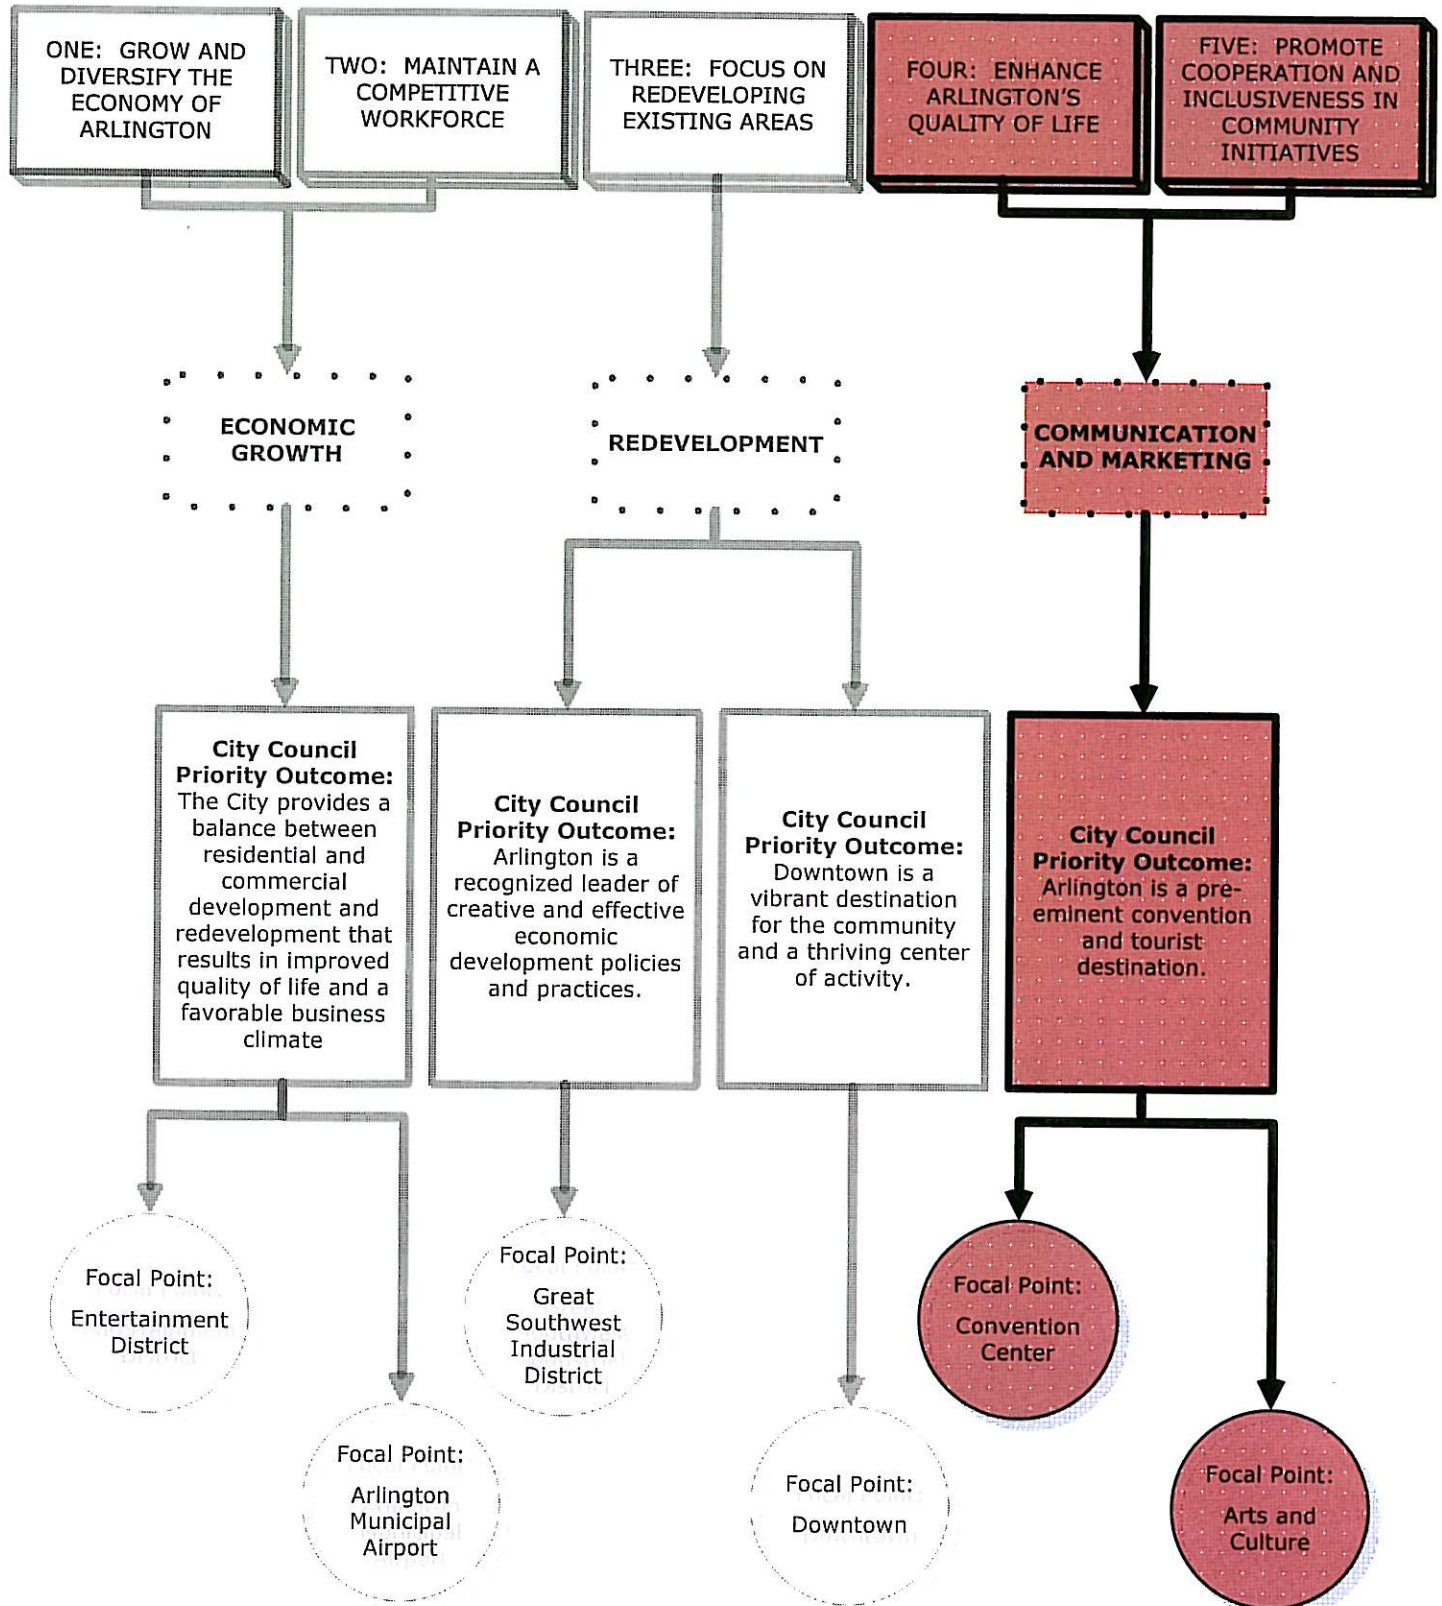 ONE: GROW AND
DIVERSIFY THE
ECONOMY OF
ARLINGTON
TWO: MAINTAIN A
COMPETITIVE
WORKFORCE
THREE: FOCUS ON
REDEVELOPING
EXISTING AREAS
FOUR: ENHANCE
ARLINGTON'S
QUALITY OF LIFE
FIVE: PROMOTE
COOPERATION AND
INCLUSIVENESS IN
COMMUNITY
INITIATIVES
ECONOMIC
GROWTH
REDEVELOPMENT
COMMUNICATION
AND MARKETING
City Council
Priority Outcome:
The City provides a
balance between
residential and
commercial
development and
redevelopment that
results in improved
quality of life and a
favorable business
climate
City Council
Priority Outcome:
Arlington is a
recognized leader of
creative and effective
economic
development policies
and practices.
City Council
Priority Outcome:
Downtown is a
vibrant destination
for the community
and a thriving center
of activity.
City Council
Priority Outcome:
Arlington is a pre-
eminent convention
and tourist
destination.
Focal Point:
Entertainment
District
Focal Point:
Arlington
Municipal
Airport
Focal Point:
Great
Southwest
Industrial
District
Focal Point:
Downtown
Focal Point:
Convention
Center
Focal Point:
Arts and
Culture